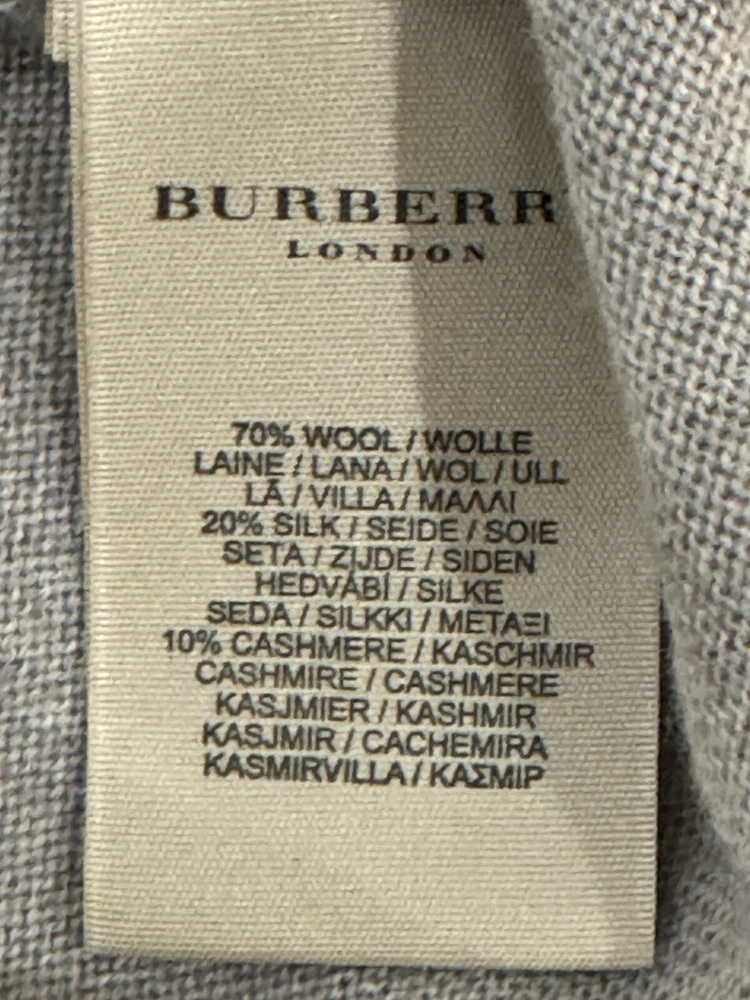 BURBERR
LONDON
70% WOOL / WOLLE
LAINE / LANA / WOL / ULL
LÃ / VILLA / ΜΑΛΛΙ
20% SILK / SEIDE / SOIE
SETA / ZIJDE / SIDEN
HEDVÁBÍ / SILKE
SEDA / SILKKI / ΜΕΤΑΞΙ
10% CASHMERE / KASCHMIR
CASHMIRE / CASHMERE
KASJMIER / KASHMIR
KASJMIR / CACHEMIRA
KASMIRVILLA / ΚΑΣΜΙΡ